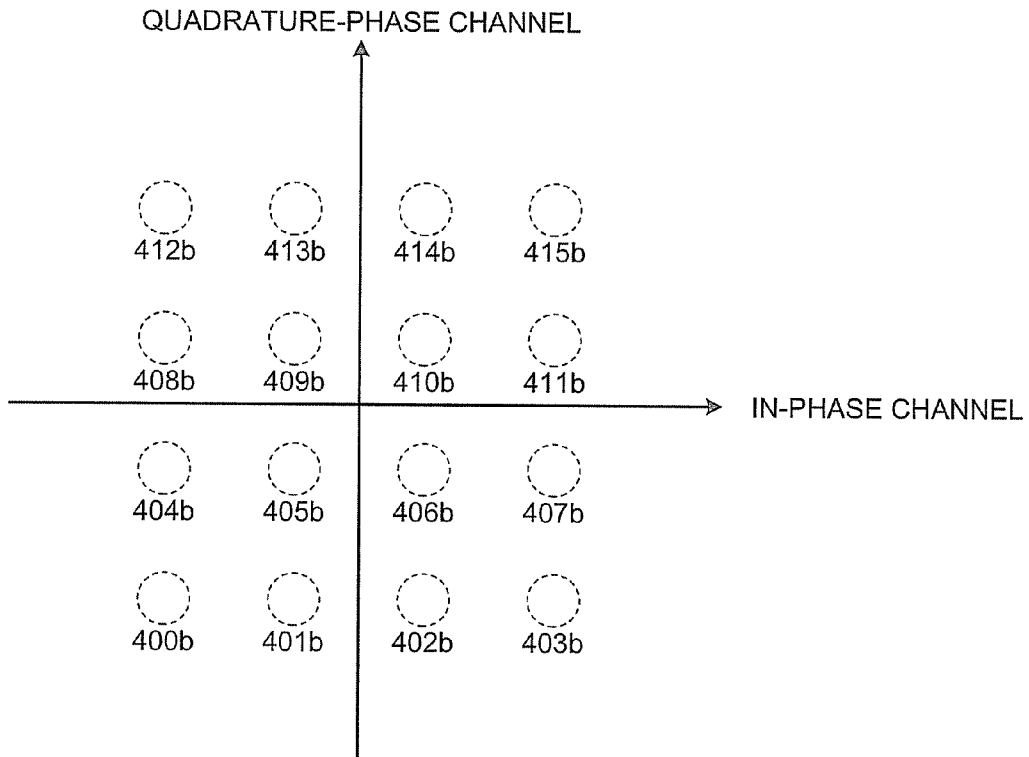 QUADRATURE-PHASE CHANNEL
412b 413b 414b 415b
408b 409b 410b 411b
IN-PHASE CHANNEL
404b 405b 406b 407b
400b 401b 402b 403b